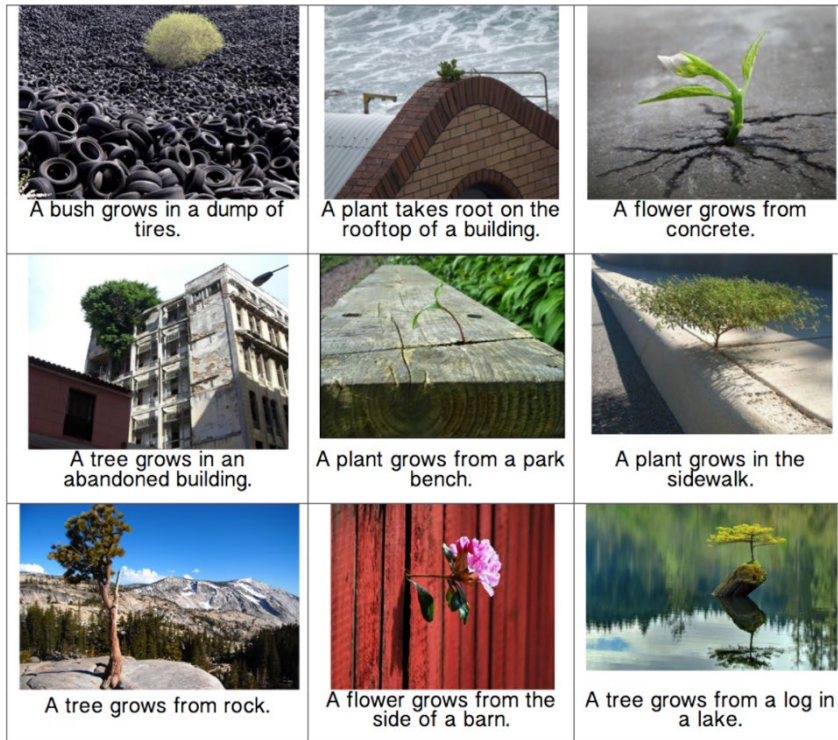 A bush grows in a dump of
tires.
A plant takes root on the
rooftop of a building.
A flower grows from
concrete.
A tree grows in an
abandoned building.
A plant grows from a park
bench.
A plant grows in the
sidewalk.
A tree grows from rock.
A flower grows from the
side of a barn.
A tree grows from a log in
a lake.